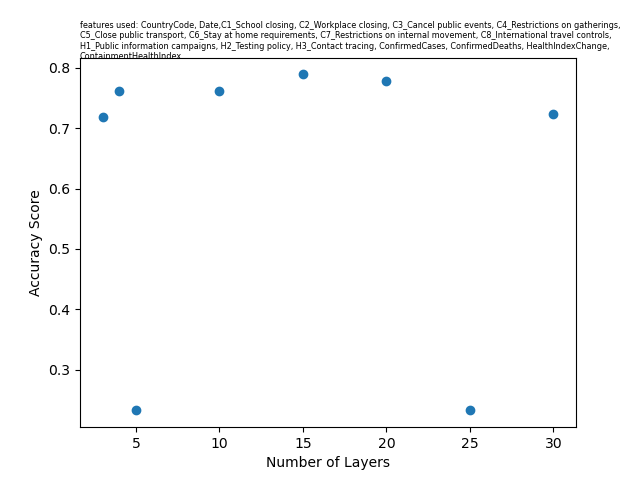 features used: CountryCode, Date,C1_School closing, C2_Workplace closing, C3_Cancel public events, C4_Restrictions on gatherings,
C5_Close public transport, C6_Stay at home requirements, C7_Restrictions on internal movement, C8_International travel controls,
H1_Public information campaigns, H2_Testing policy, H3_Contact tracing, ConfirmedCases, ConfirmedDeaths, HealthIndexChange,
ContainmentHealthIndex
0.8
0.7
0.6
0.5
0.4
0.3
Accuracy Score
5 10 15 20 25 30
Number of Layers